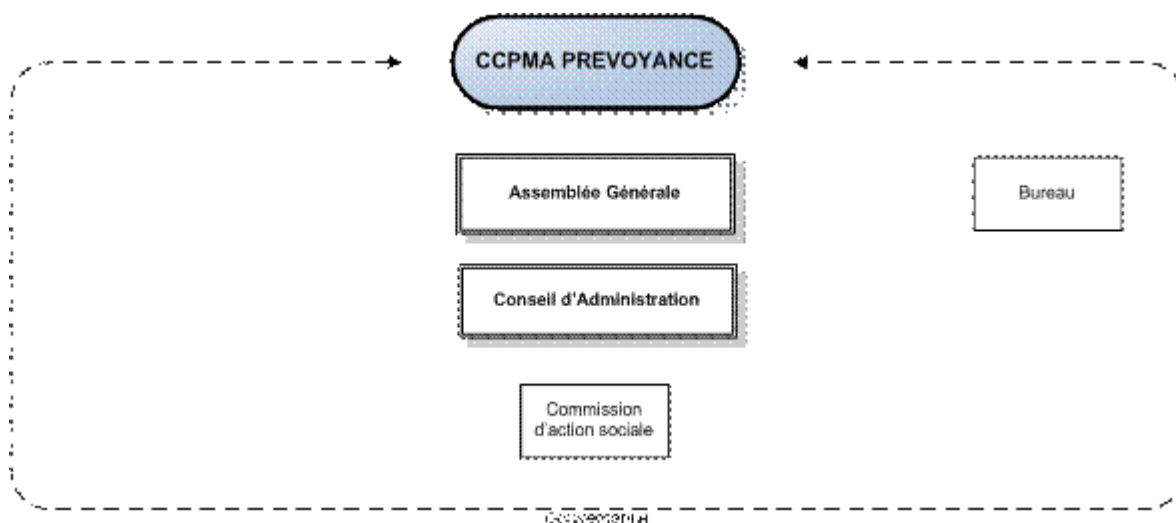 CCPMA PREVOYANCE
Assemblée Générale
Bureau
Conseil d'Administration
Commission
d'action sociale